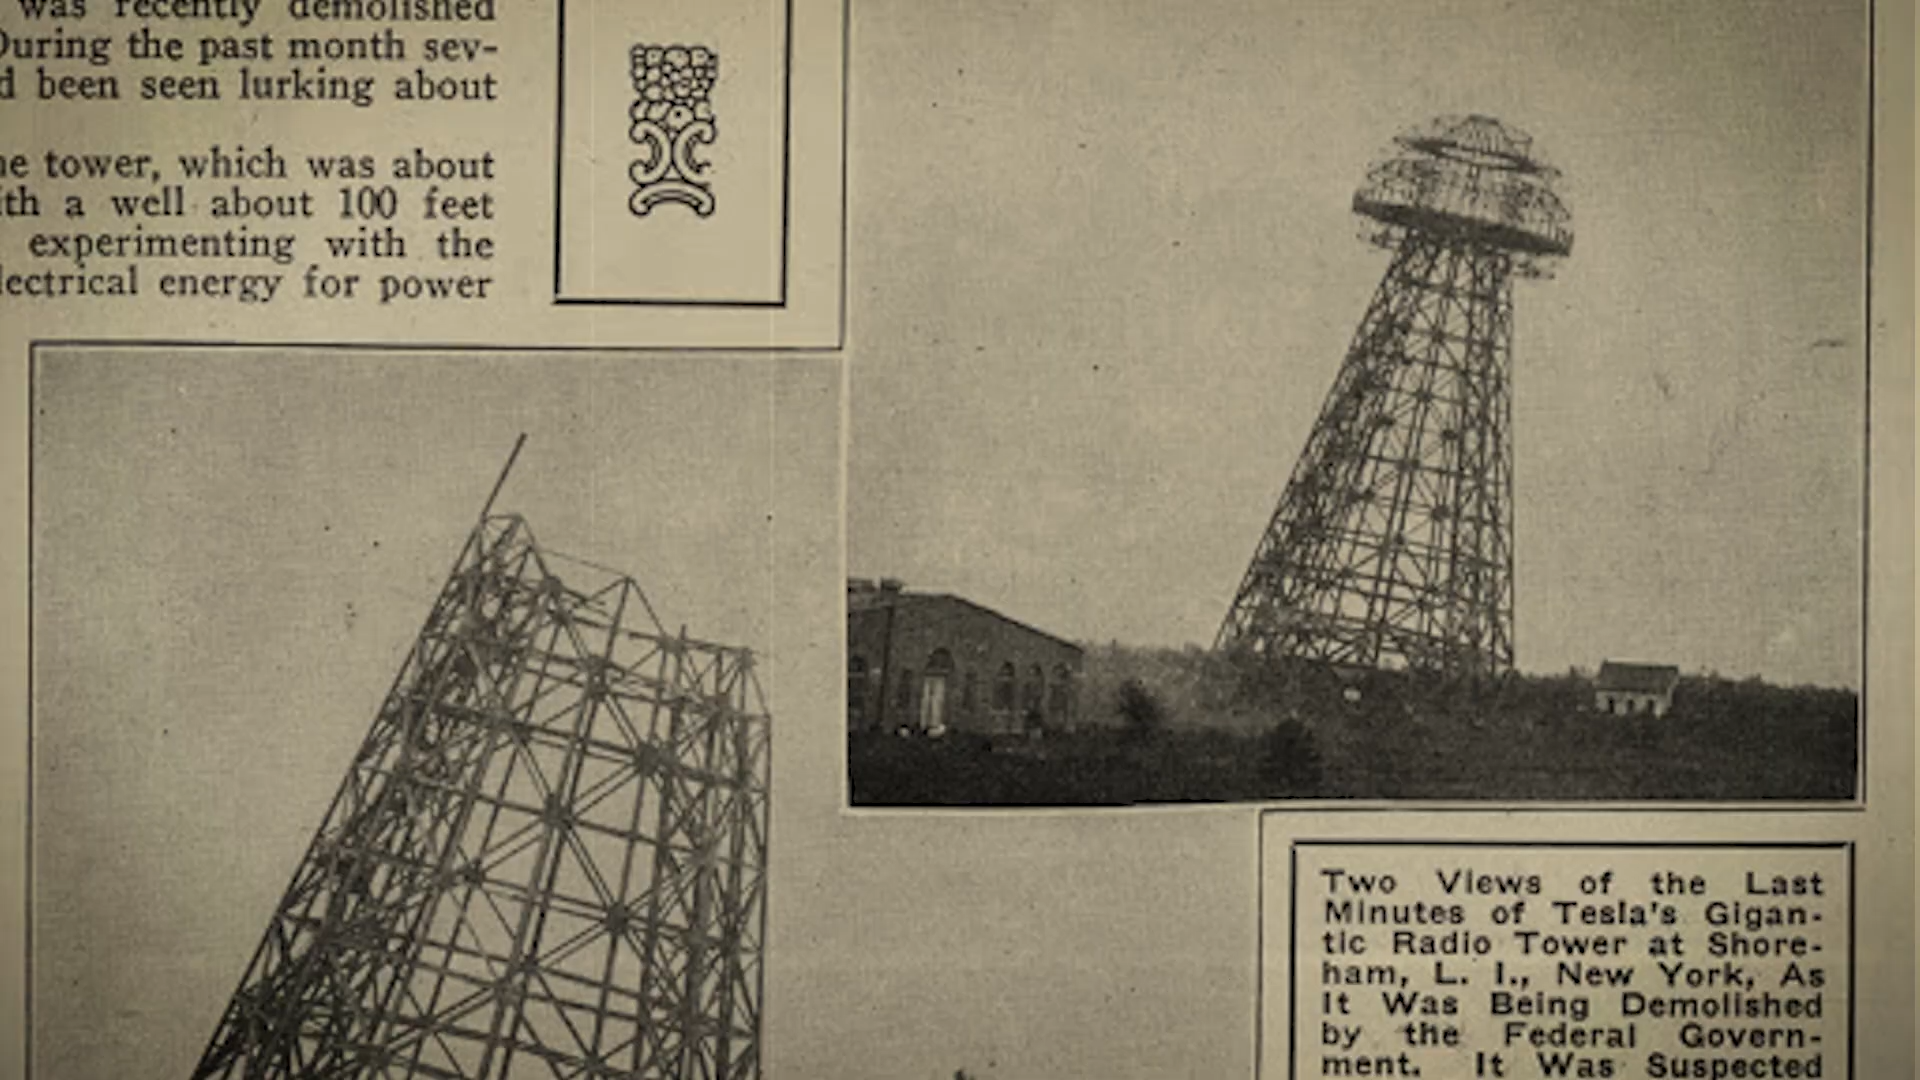 was recently demolished
During the past month sev-
d been seen lurking about
he tower, which was about
ith a well about 100 feet
experimenting with the
lectrical energy for power
Two Views of the Last
Minutes of Tesla's Gigan-
tic Radio Tower at Shore-
ham, L. I., New York, As
It Was Being Demolished
by the Federal Govern-
ment. It Was Suspected